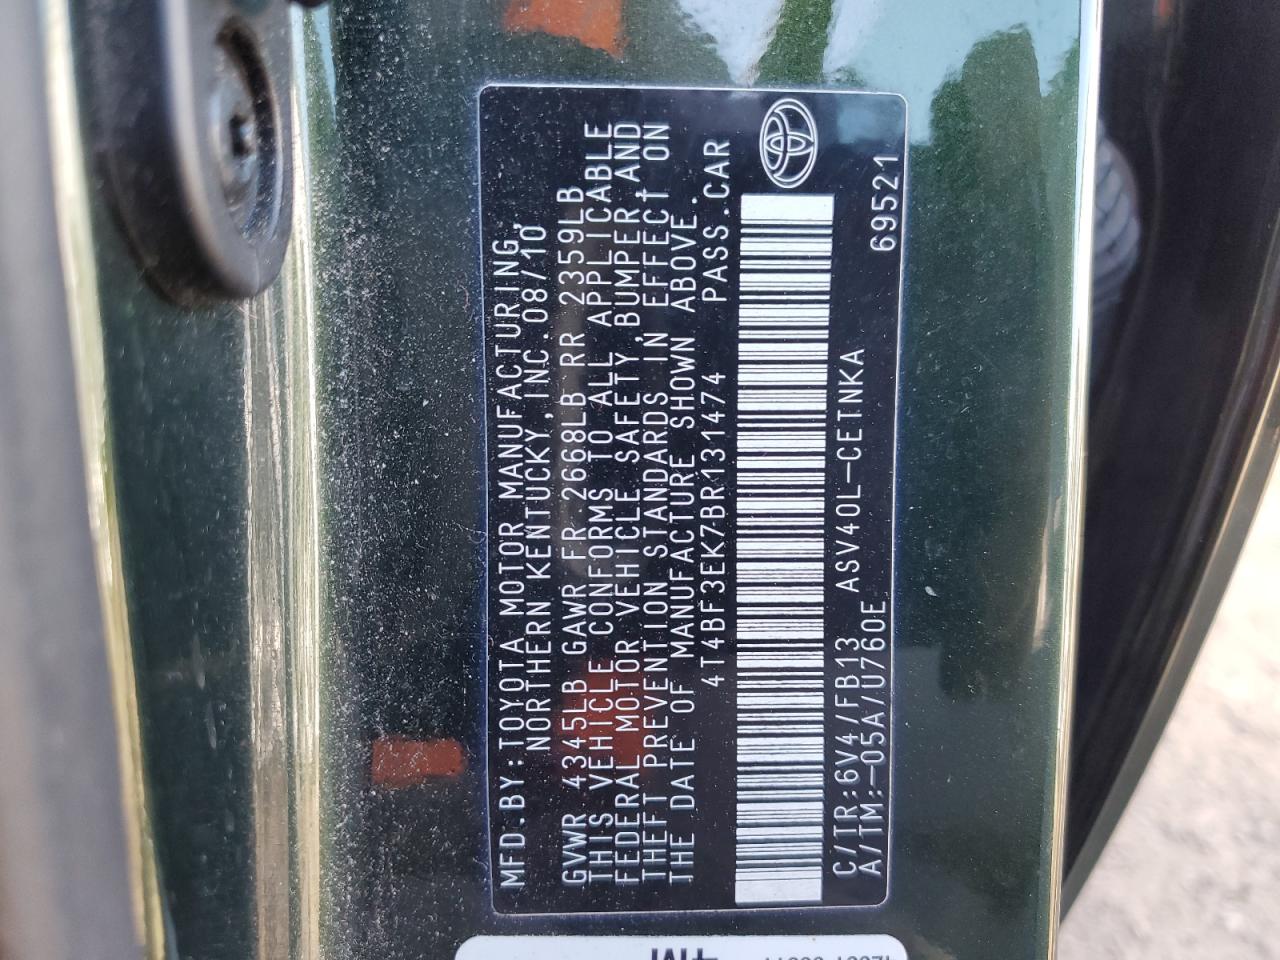 MFD.BY:TOYOTA MOTOR MANUFACTURING,
NORTHERN KENTUCKY,INC.08/10
GVWR 4345LB GAWR FR 2668LB RR 2359LB
THIS VEHICLE CONFORMS TO ALL APPLICABLE
FEDERAL MOTOR VEHICLE SAFETY,BUMPER,AND
THEFT PREVENTION STANDARDS IN EFFECT ON
THE DATE OF MANUFACTURE SHOWN ABOVE.
4T4BF3EK7BR131474 PASS.CAR
C/TR:6V4/FB13 ASV40L-CETNKA 69521
A/TM:-05A/U760E